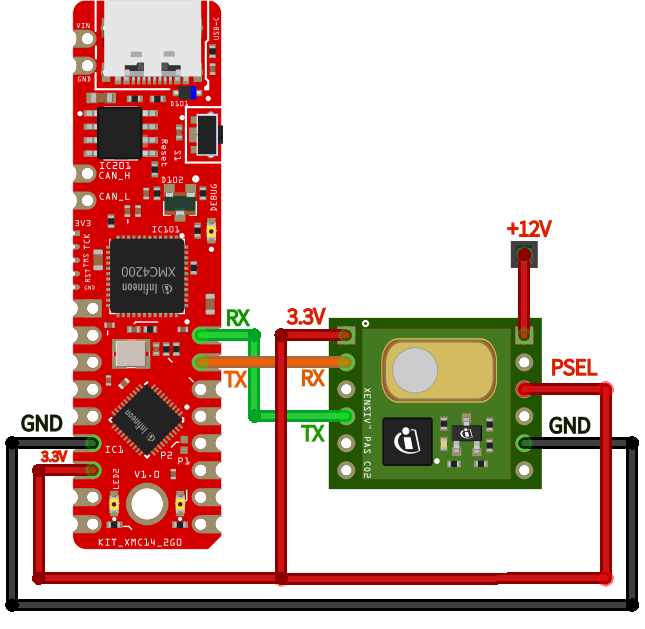 VIN
USB-C
GND
D101
IC201
CAN_H
Reset
S1
CAN_L
D102
DEBUG
3V3
TCK
TMS
RST
GND
IC101
XMC4200
Infineon
+12V
RX
3.3V
TX
RX
PSEL
XENSIV™ PAS CO2
GND
TX
GND
3.3V
Infineon
IC1
P2
P1
LED2
V1.0
KIT_XMC14_2GO